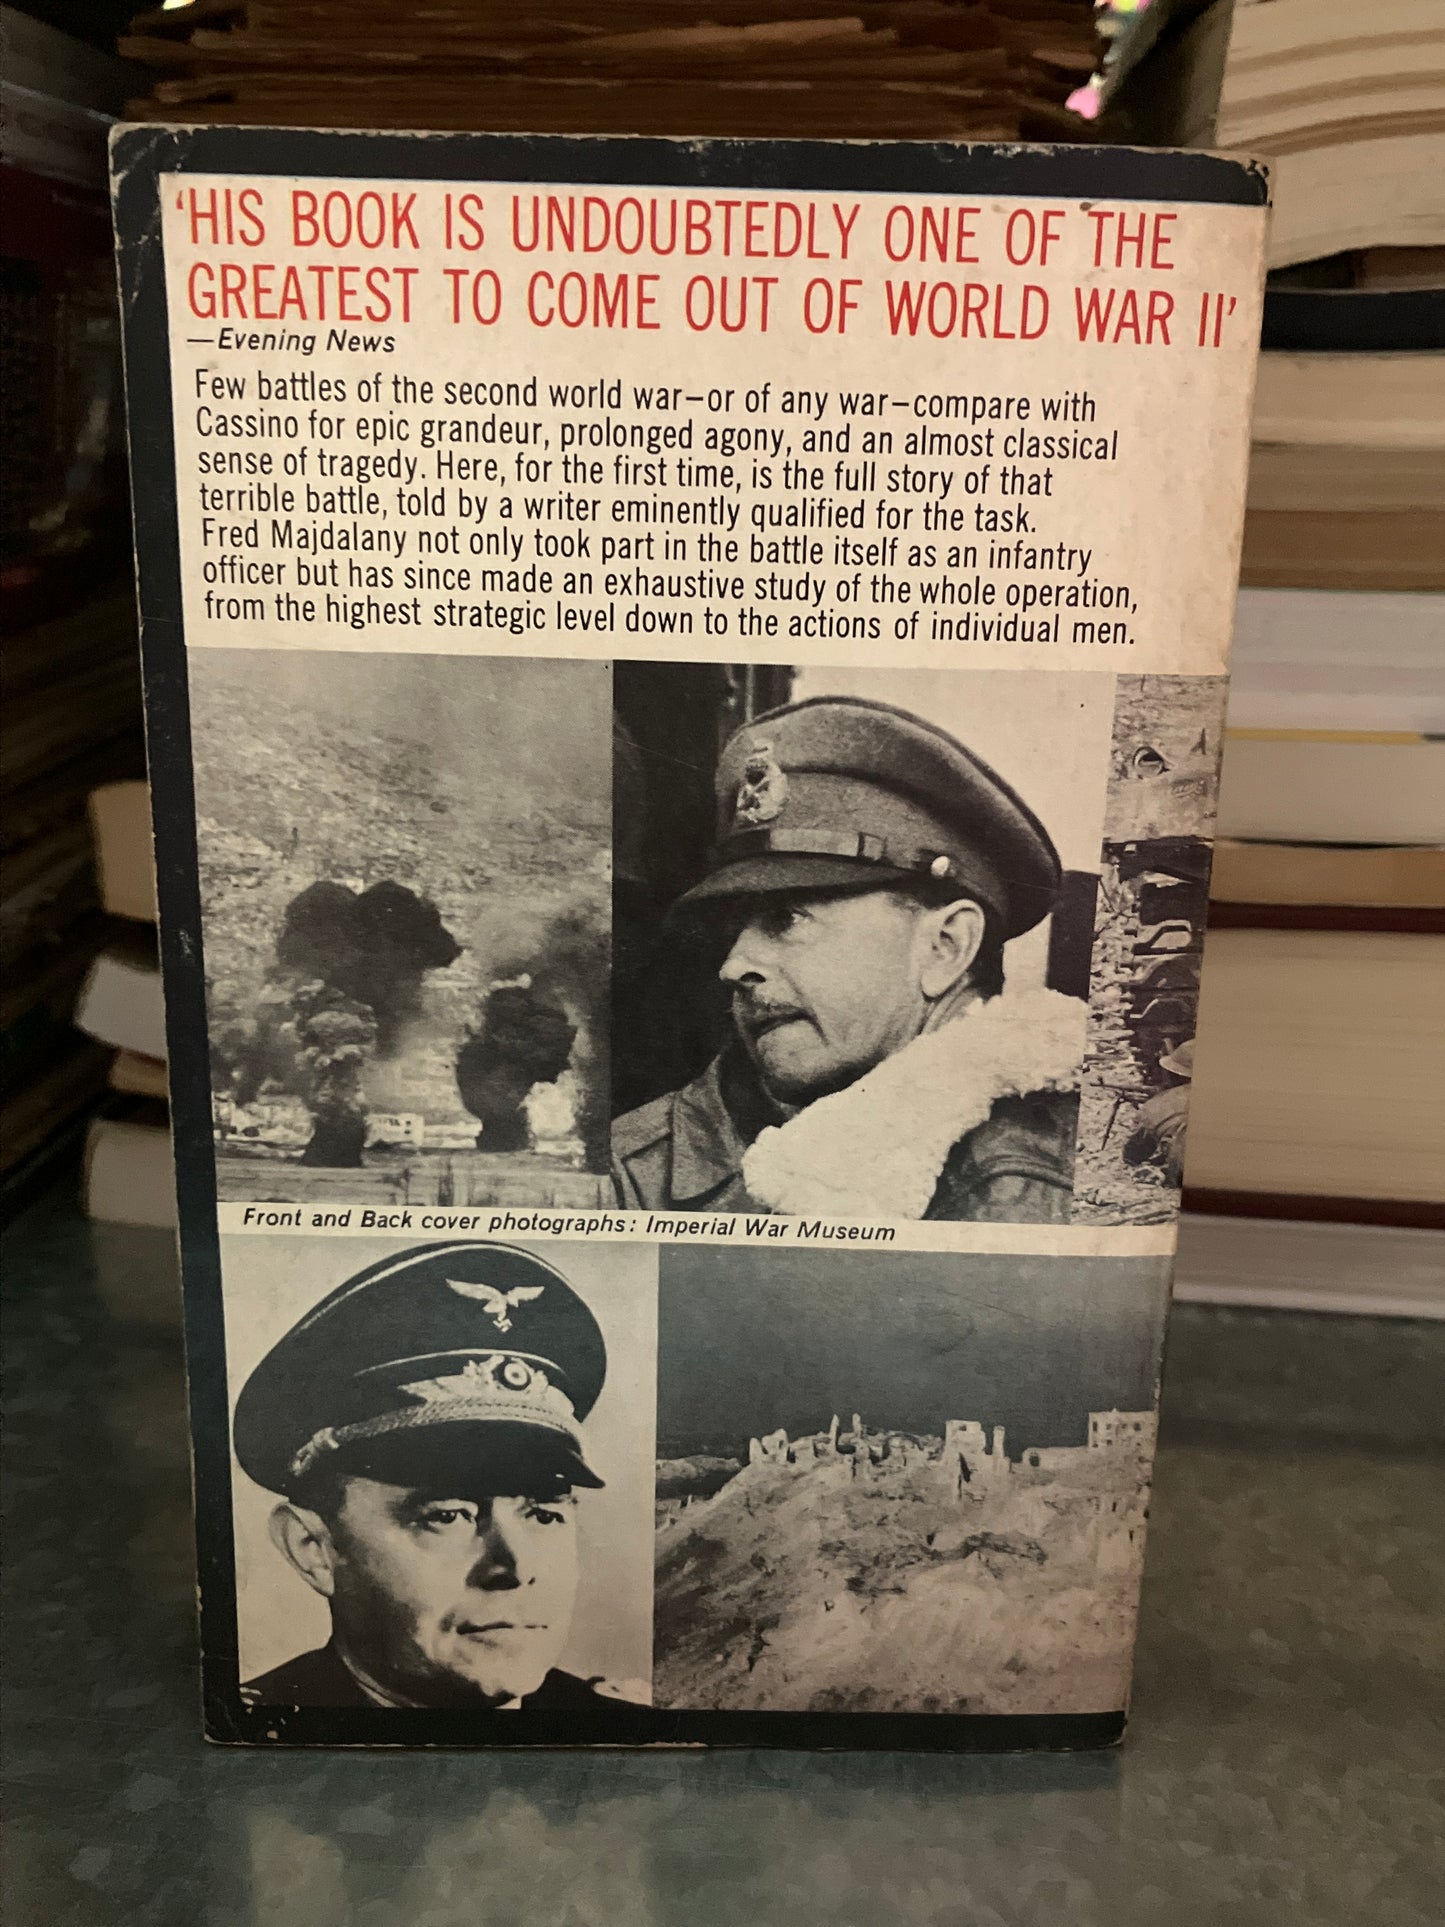 ‘HIS BOOK IS UNDOUBTEDLY ONE OF THE
GREATEST TO COME OUT OF WORLD WAR II’
—Evening News
Few battles of the second world war—or of any war—compare with
Cassino for epic grandeur, prolonged agony, and an almost classical
sense of tragedy. Here, for the first time, is the full story of that
terrible battle, told by a writer eminently qualified for the task.
Fred Majdalany not only took part in the battle itself as an infantry
officer but has since made an exhaustive study of the whole operation,
from the highest strategic level down to the actions of individual men.
Front and Back cover photographs: Imperial War Museum